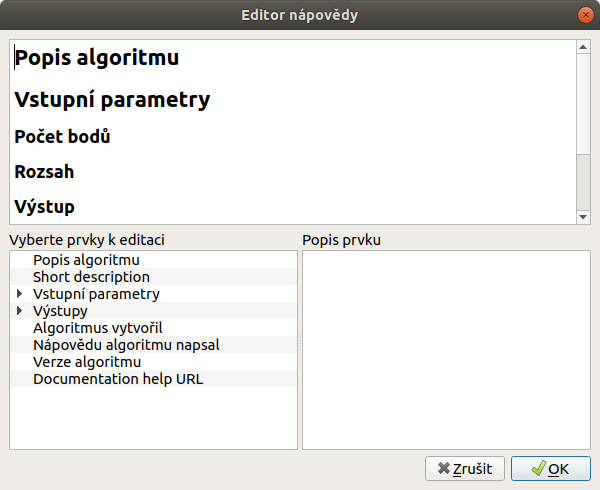 Editor nápovědy
Popis algoritmu
Vstupní parametry
Počet bodů
Rozsah
Výstup
Vyberte prvky k editaci
Popis prvku
Popis algoritmu
Short description
Vstupní parametry
Výstupy
Algoritmus vytvořil
Nápovědu algoritmu napsal
Verze algoritmu
Documentation help URL
Zrušit
OK